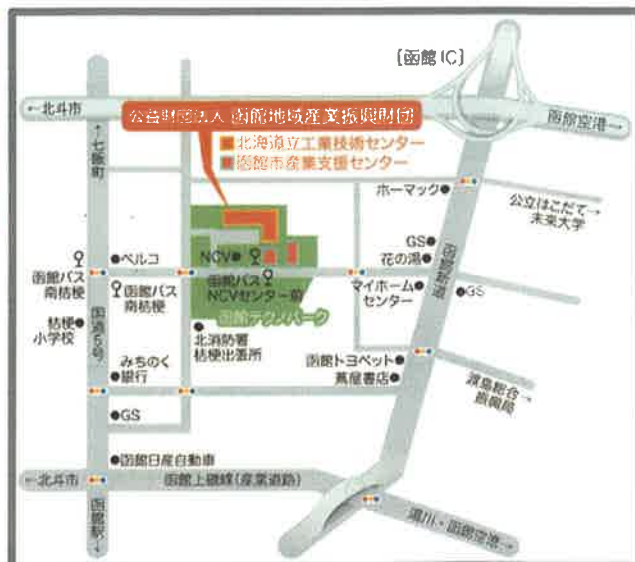 [函館IC]
←北斗市
公益財団法人 函館地域産業振興財団
函館空港→
北海道立工業技術センター
函館市産業支援センター
←七飯町
ホーマック
公立はこだて→
未来大学
GS
花の湯
函館新道
ベルコ
NCV
函館バス
南桔梗
函館バス
南桔梗
函館バス
NCVセンター前
マイホーム
センター
GS
函館テクノパーク
国道5号
桔梗
小学校
北消防署
桔梗出張所
みちのく
銀行
函館トヨペット
蔦屋書店
渡島総合→
振興局
GS
函館日産自動車
←北斗市
函館上磯線(産業道路)
函館駅→
湯川・函館空港→